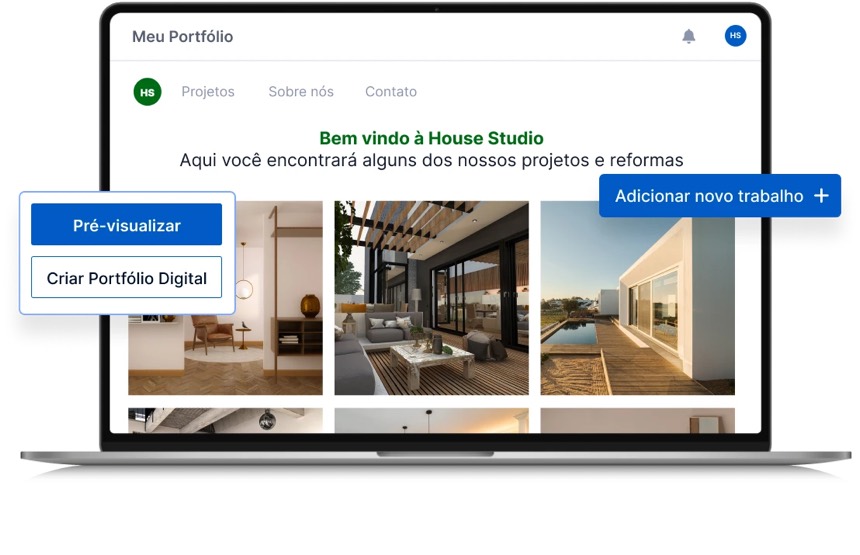 Meu Portfólio
HS
HS
Projetos
Sobre nós
Contato
Bem vindo à House Studio
Aqui você encontrará alguns dos nossos projetos e reformas
Adicionar novo trabalho +
Pré-visualizar
Criar Portfólio Digital